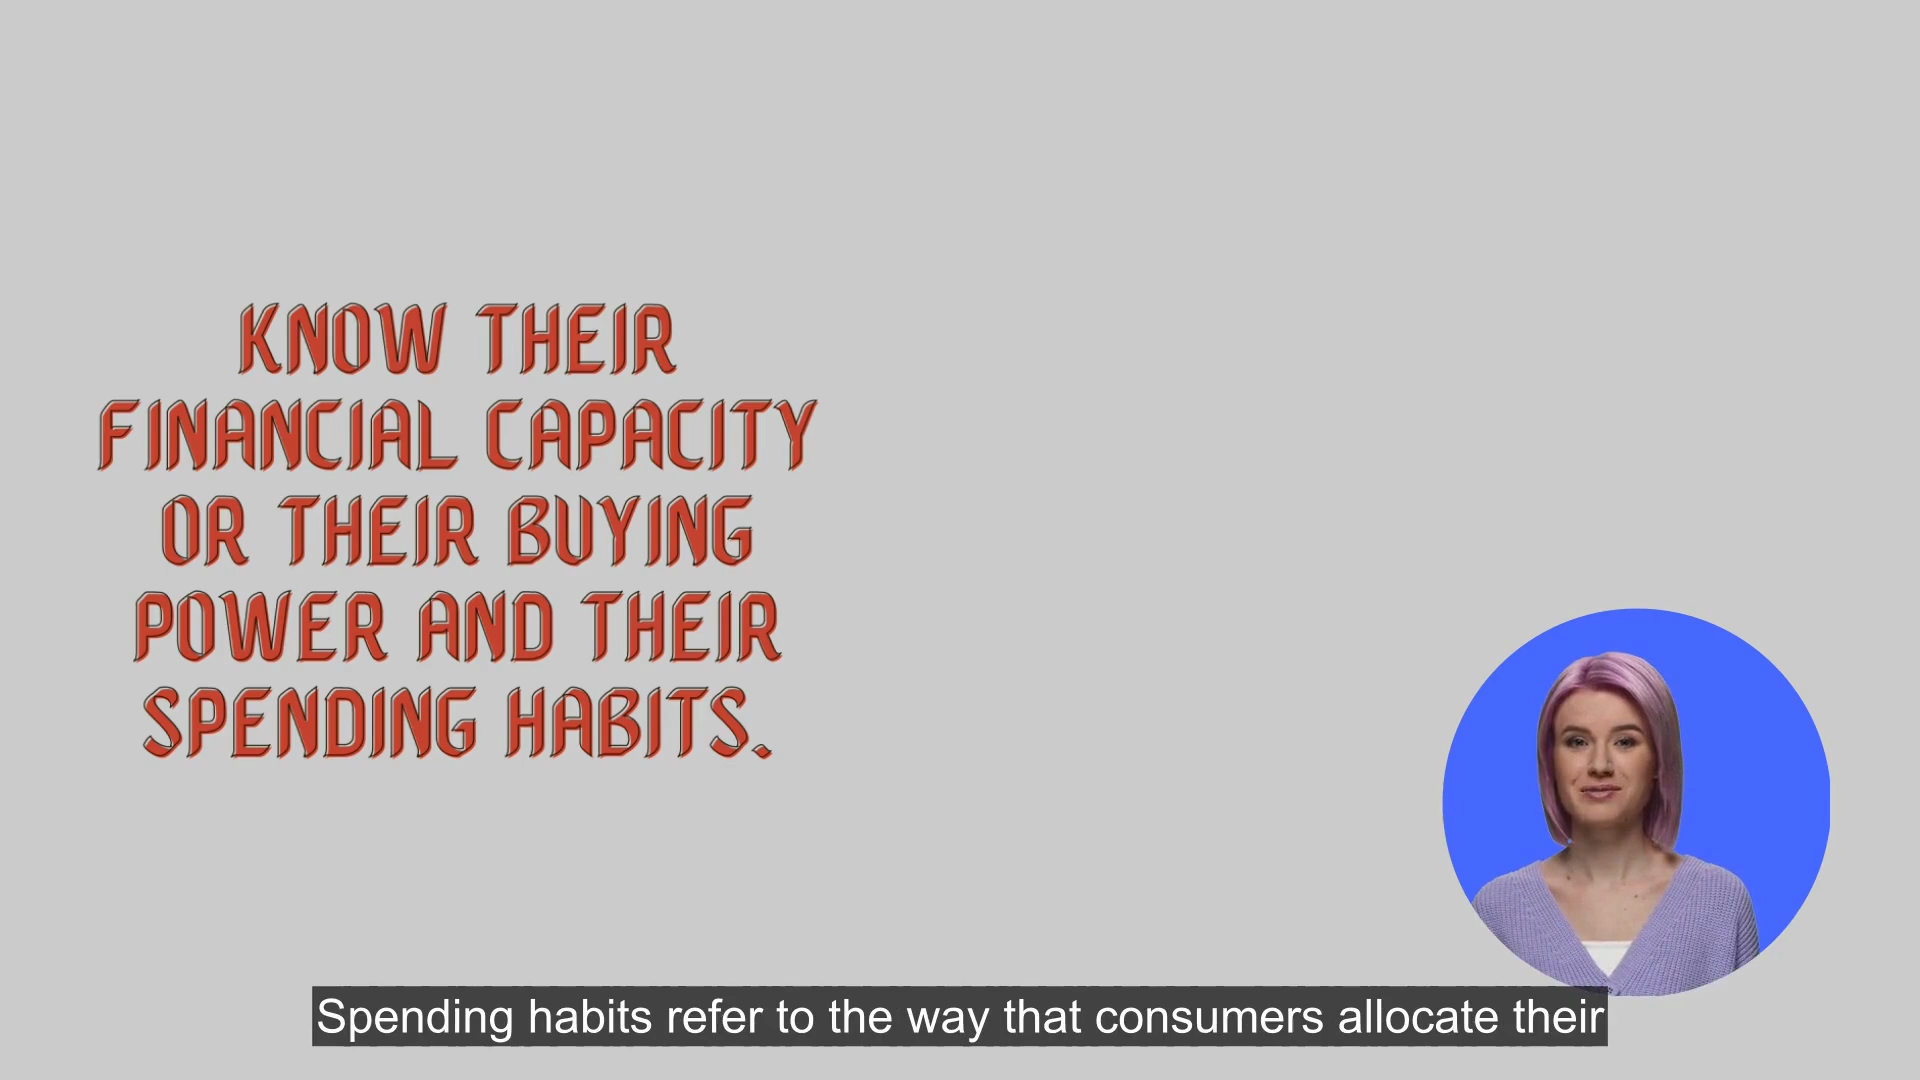 KNOW THEIR
FINANCIAL CAPACITY
OR THEIR BUYING
POWER AND THEIR
SPENDING HABITS.
Spending habits refer to the way that consumers allocate their